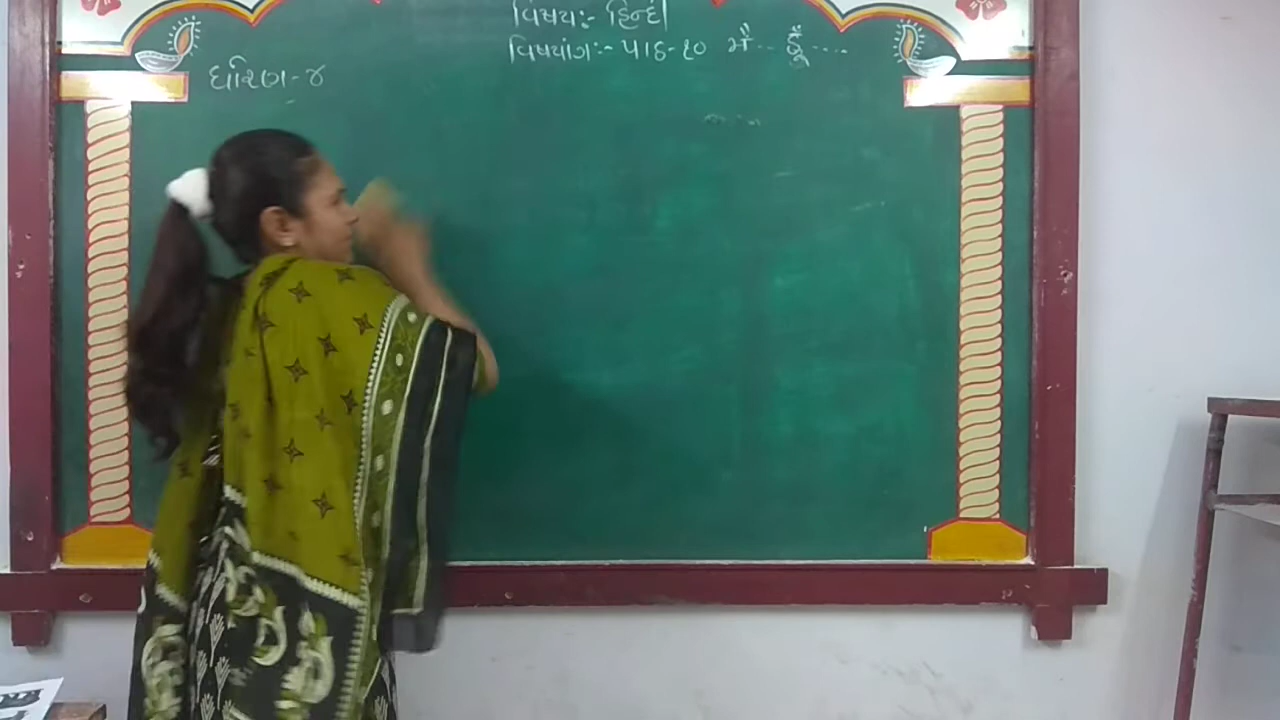 વિષય:- હિન્દી
વિષયાંગ:- પાઠ-૧૦ મૈં... હૂઁ....
ધોરણ-૪